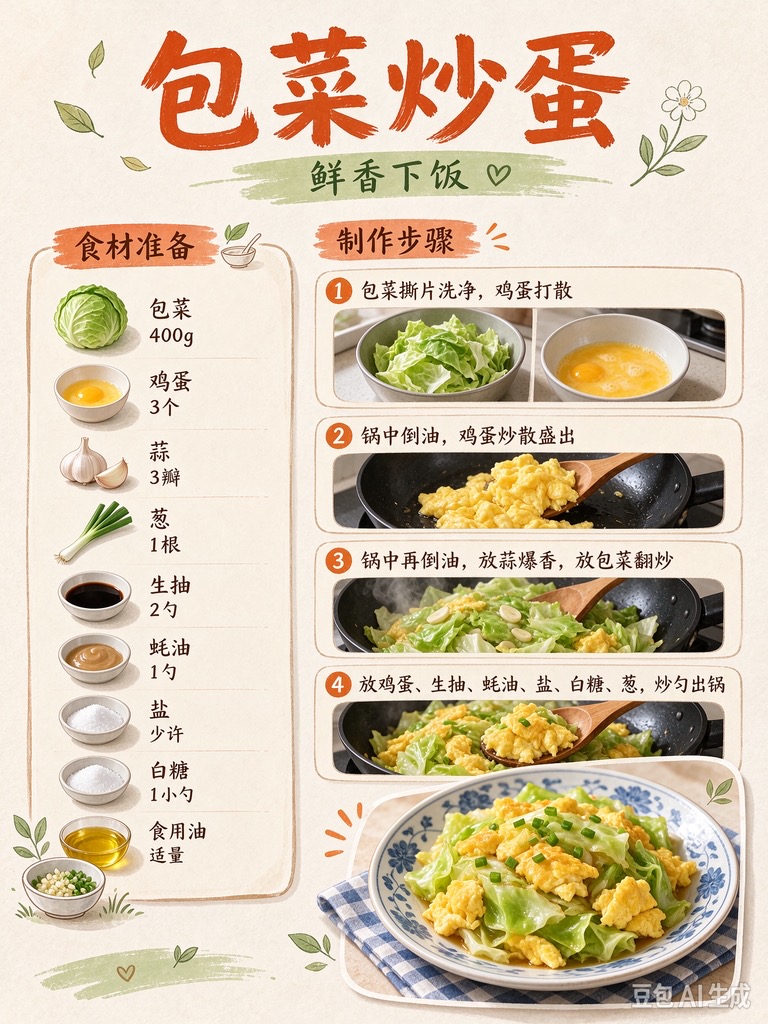 包菜炒蛋
鲜香下饭
食材准备
包菜
400g
鸡蛋
3个
蒜
3瓣
葱
1根
生抽
2勺
蚝油
1勺
盐
少许
白糖
1小勺
食用油
适量
制作步骤
1 包菜撕片洗净，鸡蛋打散
2 锅中倒油，鸡蛋炒散盛出
3 锅中再倒油，放蒜爆香，放包菜翻炒
4 放鸡蛋、生抽、蚝油、盐、白糖、葱，炒匀出锅
豆包AI生成